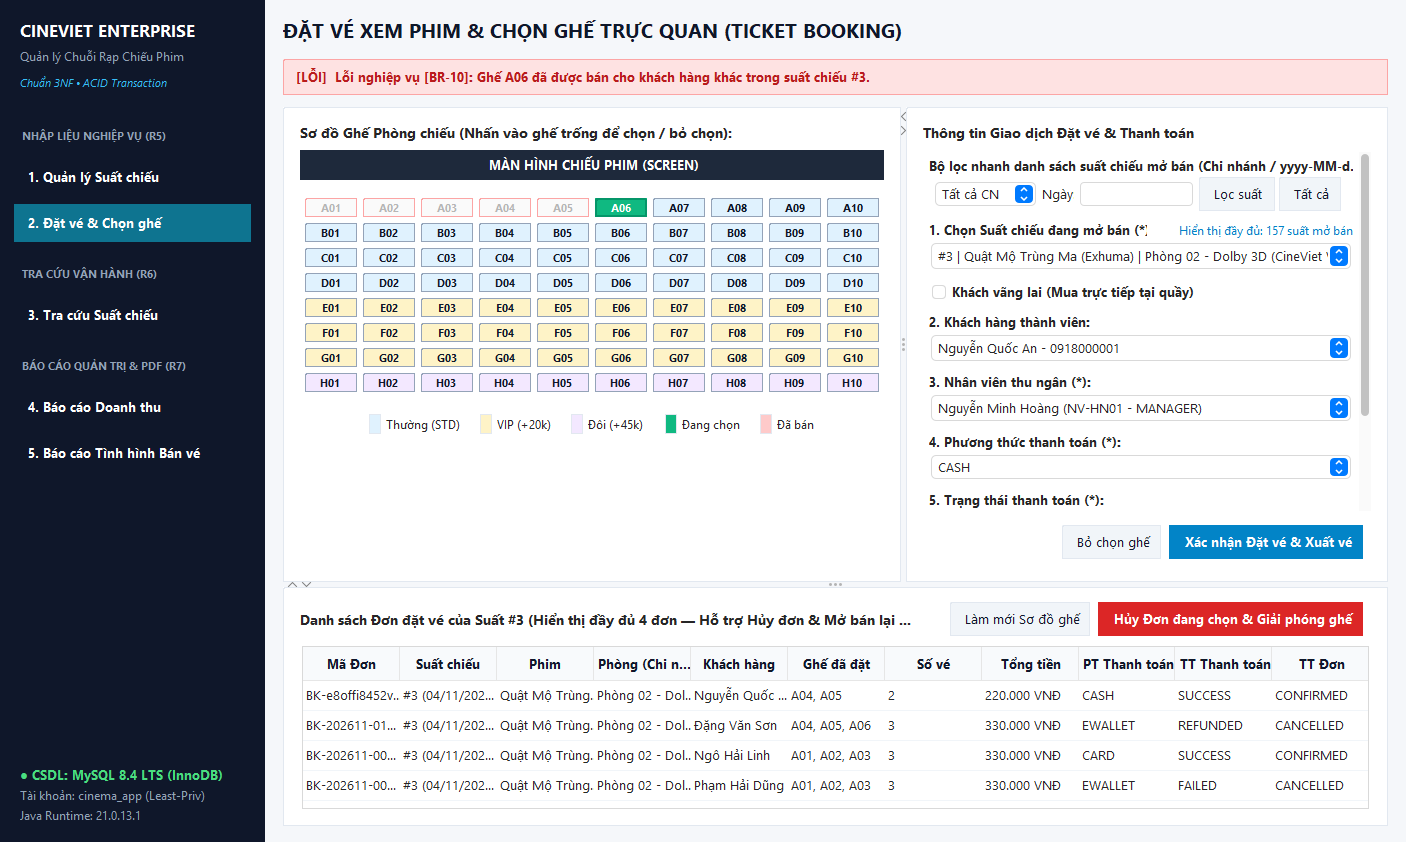 CINEVIET ENTERPRISE
Quản lý Chuỗi Rạp Chiếu Phim
Chuẩn 3NF • ACID Transaction
NHẬP LIỆU NGHIỆP VỤ (R5)
1. Quản lý Suất chiếu
2. Đặt vé & Chọn ghế
TRA CỨU VẬN HÀNH (R6)
3. Tra cứu Suất chiếu
BÁO CÁO QUẢN TRỊ & PDF (R7)
4. Báo cáo Doanh thu
5. Báo cáo Tình hình Bán vé
● CSDL: MySQL 8.4 LTS (InnoDB)
Tài khoản: cinema_app (Least-Priv)
Java Runtime: 21.0.13.1
ĐẶT VÉ XEM PHIM & CHỌN GHẾ TRỰC QUAN (TICKET BOOKING)
[LỖI] Lỗi nghiệp vụ [BR-10]: Ghế A06 đã được bán cho khách hàng khác trong suất chiếu #3.
Sơ đồ Ghế Phòng chiếu (Nhấn vào ghế trống để chọn / bỏ chọn):
MÀN HÌNH CHIẾU PHIM (SCREEN)
A01 A02 A03 A04 A05 A06 A07 A08 A09 A10
B01 B02 B03 B04 B05 B06 B07 B08 B09 B10
C01 C02 C03 C04 C05 C06 C07 C08 C09 C10
D01 D02 D03 D04 D05 D06 D07 D08 D09 D10
E01 E02 E03 E04 E05 E06 E07 E08 E09 E10
F01 F02 F03 F04 F05 F06 F07 F08 F09 F10
G01 G02 G03 G04 G05 G06 G07 G08 G09 G10
H01 H02 H03 H04 H05 H06 H07 H08 H09 H10
Thường (STD) VIP (+20k) Đôi (+45k) Đang chọn Đã bán
Thông tin Giao dịch Đặt vé & Thanh toán
Bộ lọc nhanh danh sách suất chiếu mở bán (Chi nhánh / yyyy-MM-d.
Tất cả CN Ngày Lọc suất Tất cả
1. Chọn Suất chiếu đang mở bán (*) Hiển thị đầy đủ: 157 suất mở bán
#3 | Quật Mộ Trùng Ma (Exhuma) | Phòng 02 - Dolby 3D (CineViet
Khách vãng lai (Mua trực tiếp tại quầy)
2. Khách hàng thành viên:
Nguyễn Quốc An - 0918000001
3. Nhân viên thu ngân (*):
Nguyễn Minh Hoàng (NV-HN01 - MANAGER)
4. Phương thức thanh toán (*):
CASH
5. Trạng thái thanh toán (*):
Bỏ chọn ghế Xác nhận Đặt vé & Xuất vé
Danh sách Đơn đặt vé của Suất #3 (Hiển thị đầy đủ 4 đơn — Hỗ trợ Hủy đơn & Mở bán lại ... Làm mới Sơ đồ ghế Hủy Đơn đang chọn & Giải phóng ghế
Mã Đơn Suất chiếu Phim Phòng (Chi n... Khách hàng Ghế đã đặt Số vé Tổng tiền PT Thanh toán TT Thanh toán TT Đơn
BK-e8offi8452v... #3 (04/11/202... Quật Mộ Trùng. Phòng 02 - Dol.. Nguyễn Quốc ... A04, A05 2 220.000 VNĐ CASH SUCCESS CONFIRMED
BK-202611-01... #3 (04/11/202... Quật Mộ Trùng. Phòng 02 - Dol.. Đặng Văn Sơn A04, A05, A06 3 330.000 VNĐ EWALLET REFUNDED CANCELLED
BK-202611-00... #3 (04/11/202... Quật Mộ Trùng. Phòng 02 - Dol.. Ngô Hải Linh A01, A02, A03 3 330.000 VNĐ CARD SUCCESS CONFIRMED
BK-202611-00... #3 (04/11/202... Quật Mộ Trùng. Phòng 02 - Dol.. Phạm Hải Dũng A01, A02, A03 3 330.000 VNĐ EWALLET FAILED CANCELLED